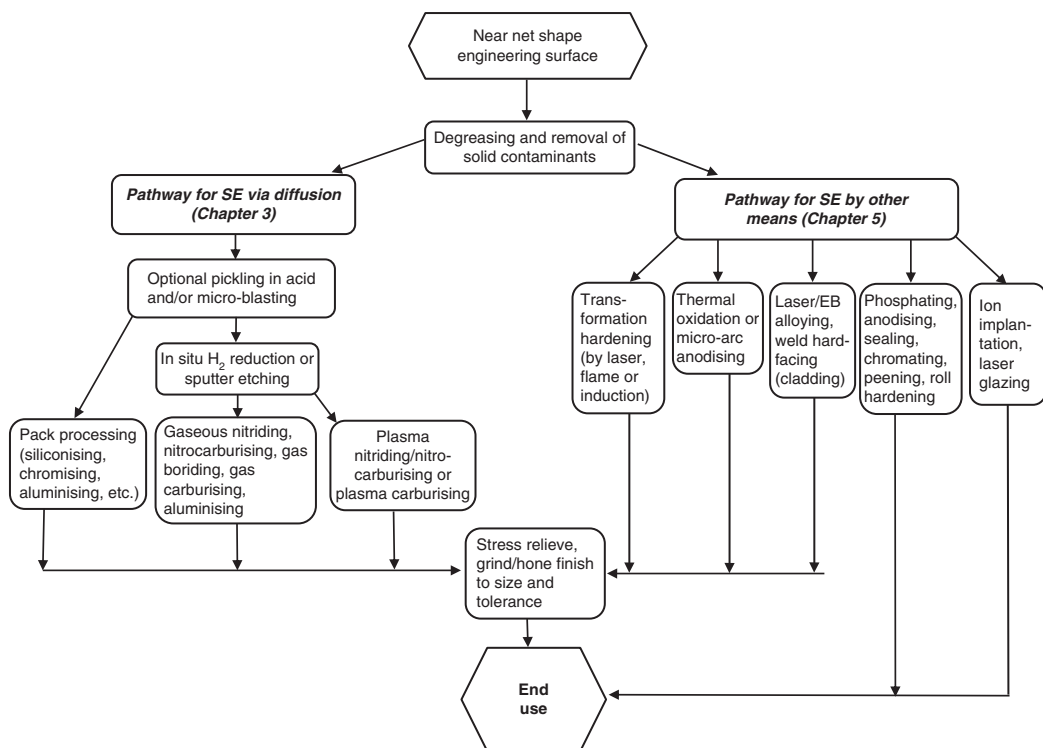 Near net shape
engineering surface
Degreasing and removal of
solid contaminants
Pathway for SE via diffusion
(Chapter 3)
Pathway for SE by other
means (Chapter 5)
Optional pickling in acid
and/or micro-blasting
In situ H2 reduction or
sputter etching
Pack processing
(siliconising,
chromising,
aluminising, etc.)
Gaseous nitriding,
nitrocarburising, gas
boriding, gas
carburising,
aluminising
Plasma
nitriding/nitro-
carburising or
plasma carburising
Trans-
formation
hardening
(by laser,
flame or
induction)
Thermal
oxidation or
micro-arc
anodising
Laser/EB
alloying,
weld hard-
facing
(cladding)
Phosphating,
anodising,
sealing,
chromating,
peening, roll
hardening
Ion
implan-
tation,
laser
glazing
Stress relieve,
grind/hone finish
to size and
tolerance
End
use